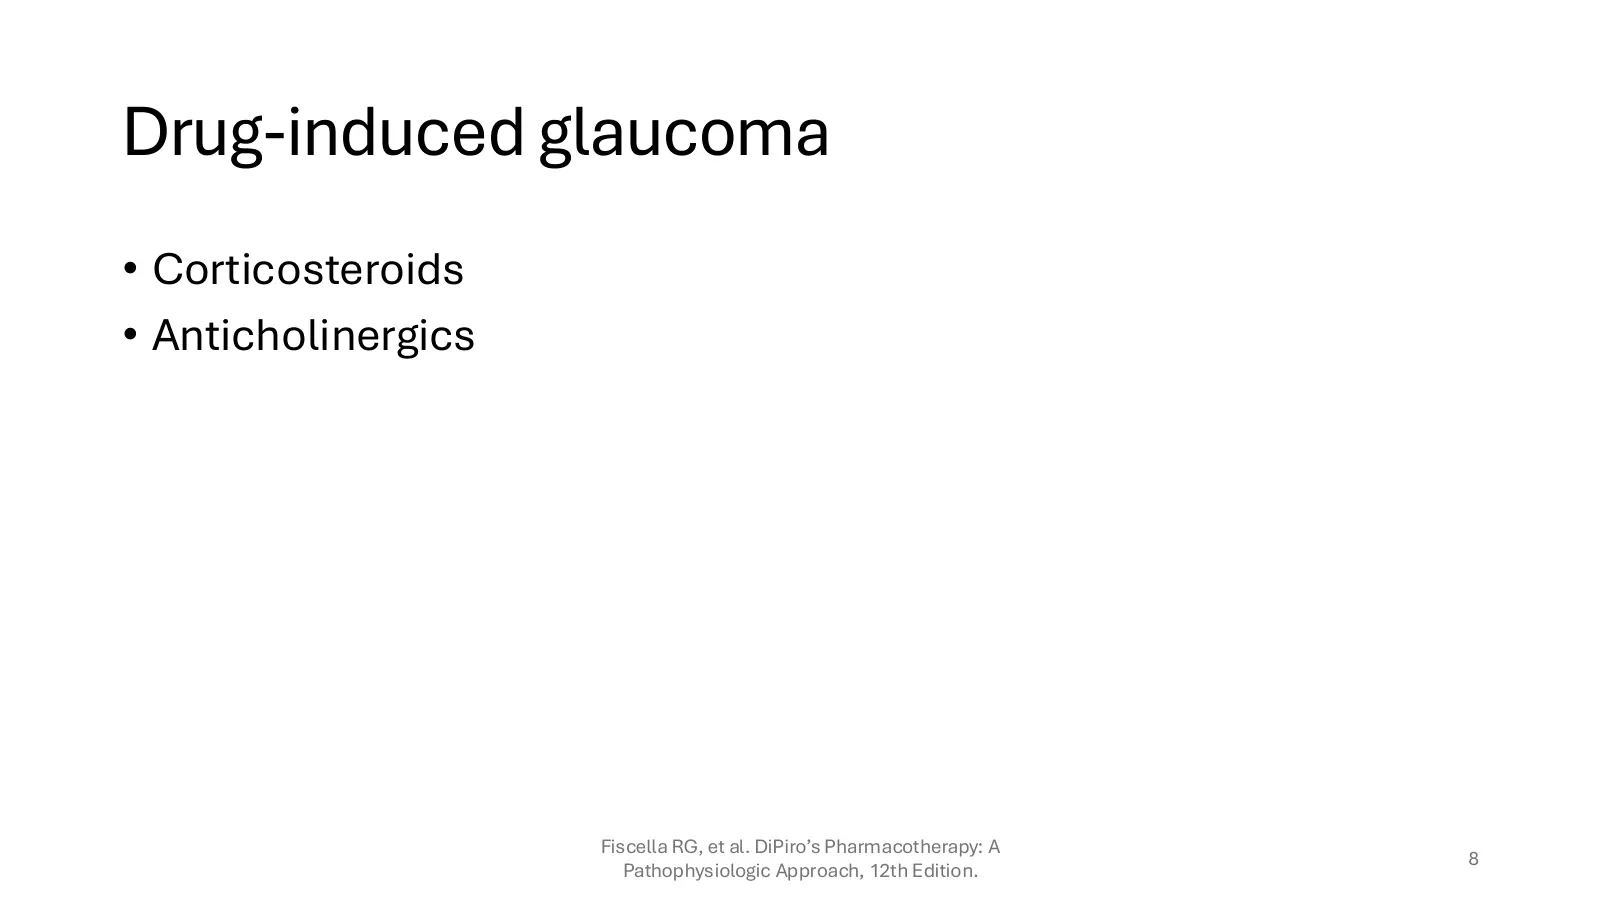 Drug-induced glaucoma
• Corticosteroids
• Anticholinergics
Fiscella RG, et al. DiPiro’s Pharmacotherapy: A
Pathophysiologic Approach, 12th Edition.
8